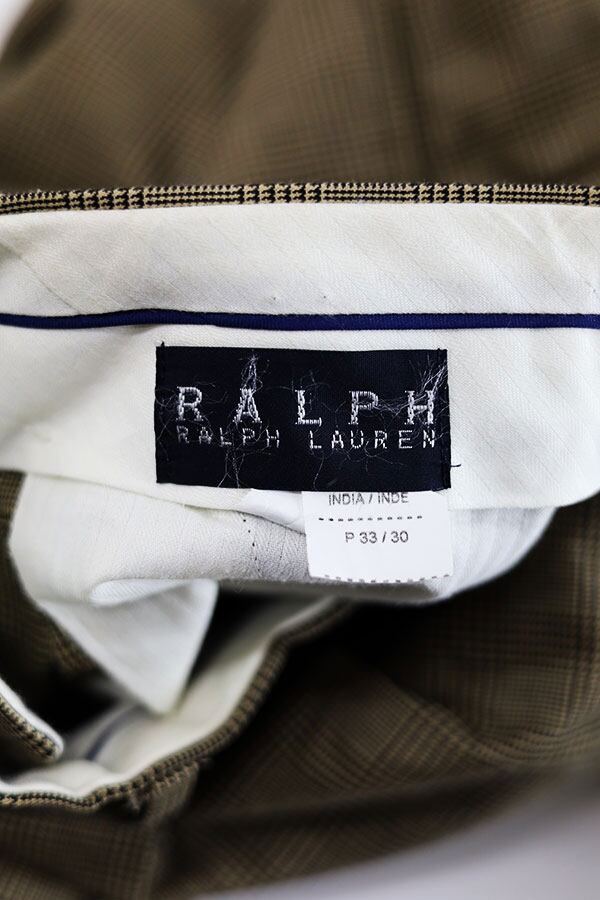 RALPH
RALPH LAUREN
INDIA / INDE
P 33 / 30